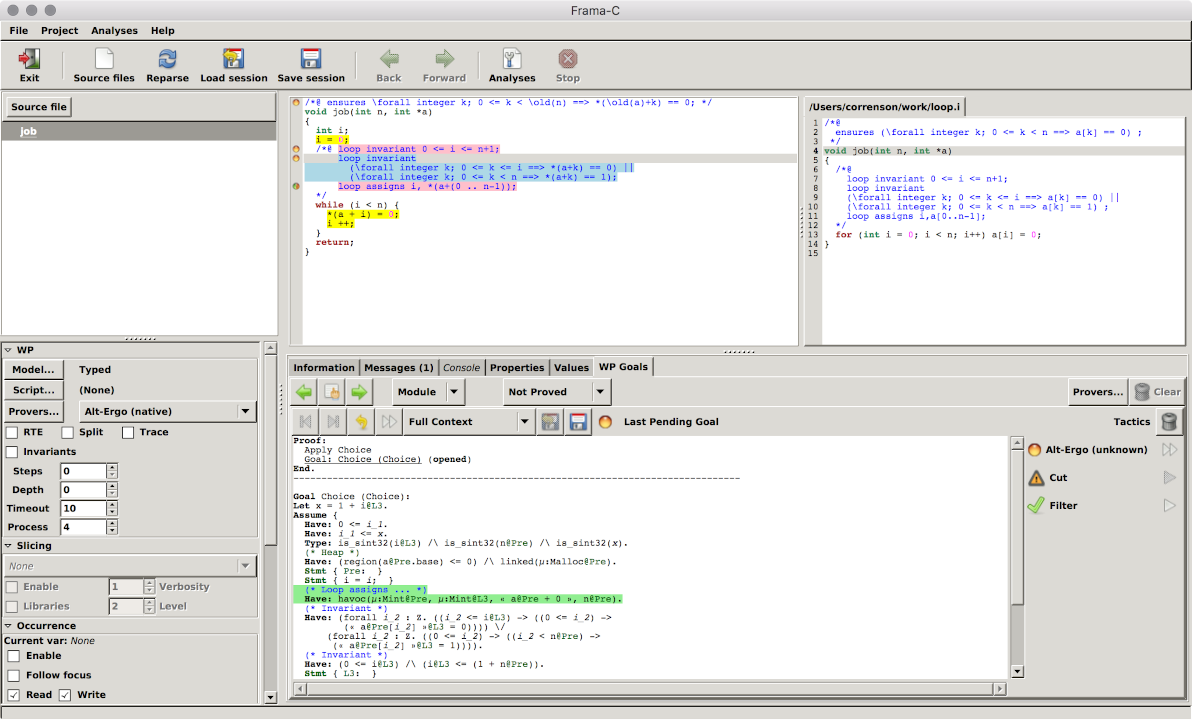 Frama-C
File Project Analyses Help
Exit Source files Reparse Load session Save session Back Forward Analyses Stop
Source file
job
/*@ ensures \forall integer k; 0 <= k < \old(n) ==> *(\old(a)+k) == 0; */
void job(int n, int *a)
{
int i;
i = 0;
/*@ loop invariant 0 <= i <= n+1;
loop invariant
(\forall integer k; 0 <= k <= i ==> *(a+k) == 0) ||
(\forall integer k; 0 <= k < n ==> *(a+k) == 1);
loop assigns i, *(a+(0 .. n-1));
*/
while (i < n) {
*(a + i) = 0;
i ++;
}
return;
}
/Users/correnson/work/loop.i
1 /*@
2 ensures (\forall integer k; 0 <= k < n ==> a[k] == 0) ;
3 */
4 void job(int n, int *a)
5 {
6 /*@
7 loop invariant 0 <= i <= n+1;
8 loop invariant
9 (\forall integer k; 0 <= k <= i ==> a[k] == 0) ||
10 (\forall integer k; 0 <= k < n ==> a[k] == 1) ;
11 loop assigns i,a[0..n-1];
12 */
13 for (int i = 0; i < n; i++) a[i] = 0;
14 }
15
WP
Model... Typed
Script... (None)
Provers... Alt-Ergo (native)
RTE Split Trace
Invariants
Steps 0
Depth 0
Timeout 10
Process 4
Slicing
None
Enable 1 Verbosity
Libraries 2 Level
Occurrence
Current var: None
Enable
Follow focus
Read Write
Information Messages (1) Console Properties Values WP Goals
Module Not Proved Provers... Clear
Full Context Last Pending Goal Tactics
Proof:
Apply Choice
Goal: Choice (Choice) (opened)
End.
--------------------------------------------------------------------------------
Goal Choice (Choice):
Let x = 1 + i@L3.
Assume {
Have: 0 <= i_1.
Have: i_1 <= x.
Type: is_sint32(i@L3) /\ is_sint32(n@Pre) /\ is_sint32(x).
(* Heap *)
Have: (region(a@Pre.base) <= 0) /\ linked(µ:Malloc@Pre).
Stmt { Pre: }
Stmt { i = i; }
(* Loop assigns ... *)
Have: havoc(µ:Mint@Pre, µ:Mint@L3, « a@Pre + 0 », n@Pre).
(* Invariant *)
Have: (forall i_2 : Z. ((i_2 <= i@L3) -> ((0 <= i_2) ->
(« a@Pre[i_2] »@L3 = 0)))) \/
(forall i_2 : Z. ((0 <= i_2) -> ((i_2 < n@Pre) ->
(« a@Pre[i_2] »@L3 = 1)))).
(* Invariant *)
Have: (0 <= i@L3) /\ (i@L3 <= (1 + n@Pre)).
Stmt { L3: }
Alt-Ergo (unknown)
Cut
Filter